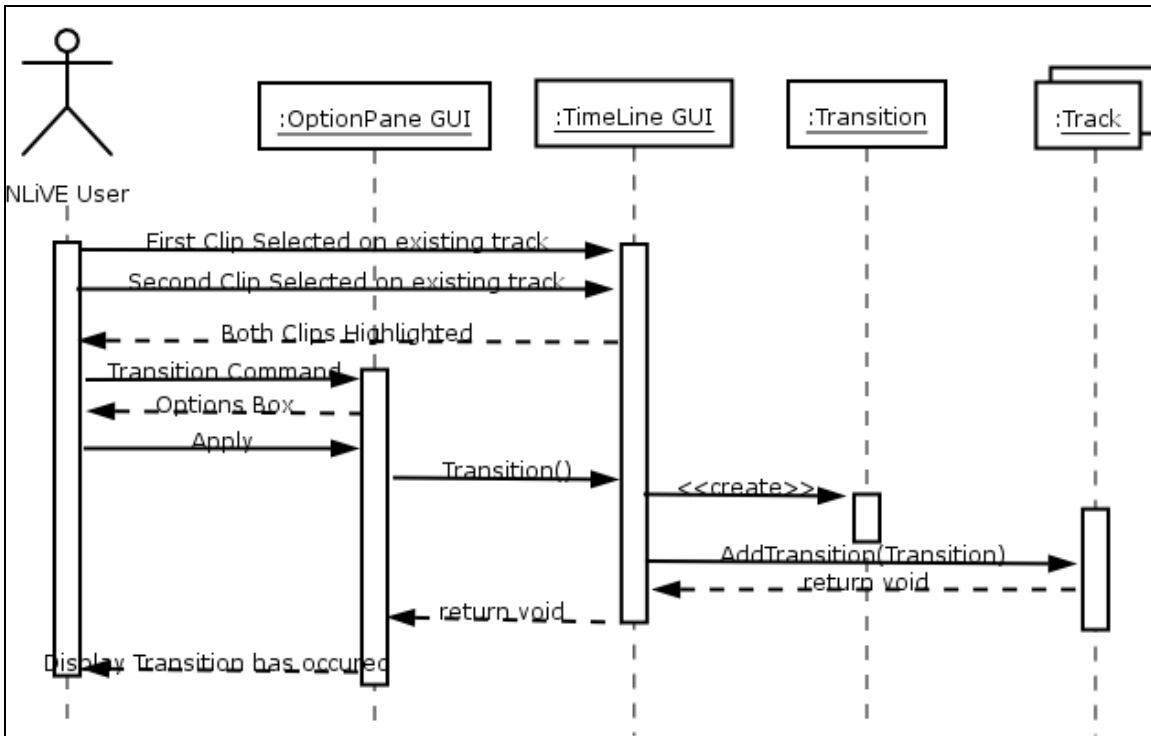 :OptionPane GUI
:TimeLine GUI
:Transition
:Track
NLiVE User
First Clip Selected on existing track
Second Clip Selected on existing track
Both Clips Highlighted
Transition Command
Options Box
Apply
Transition()
<<create>>
AddTransition(Transition)
return void
return void
Display Transition has occured